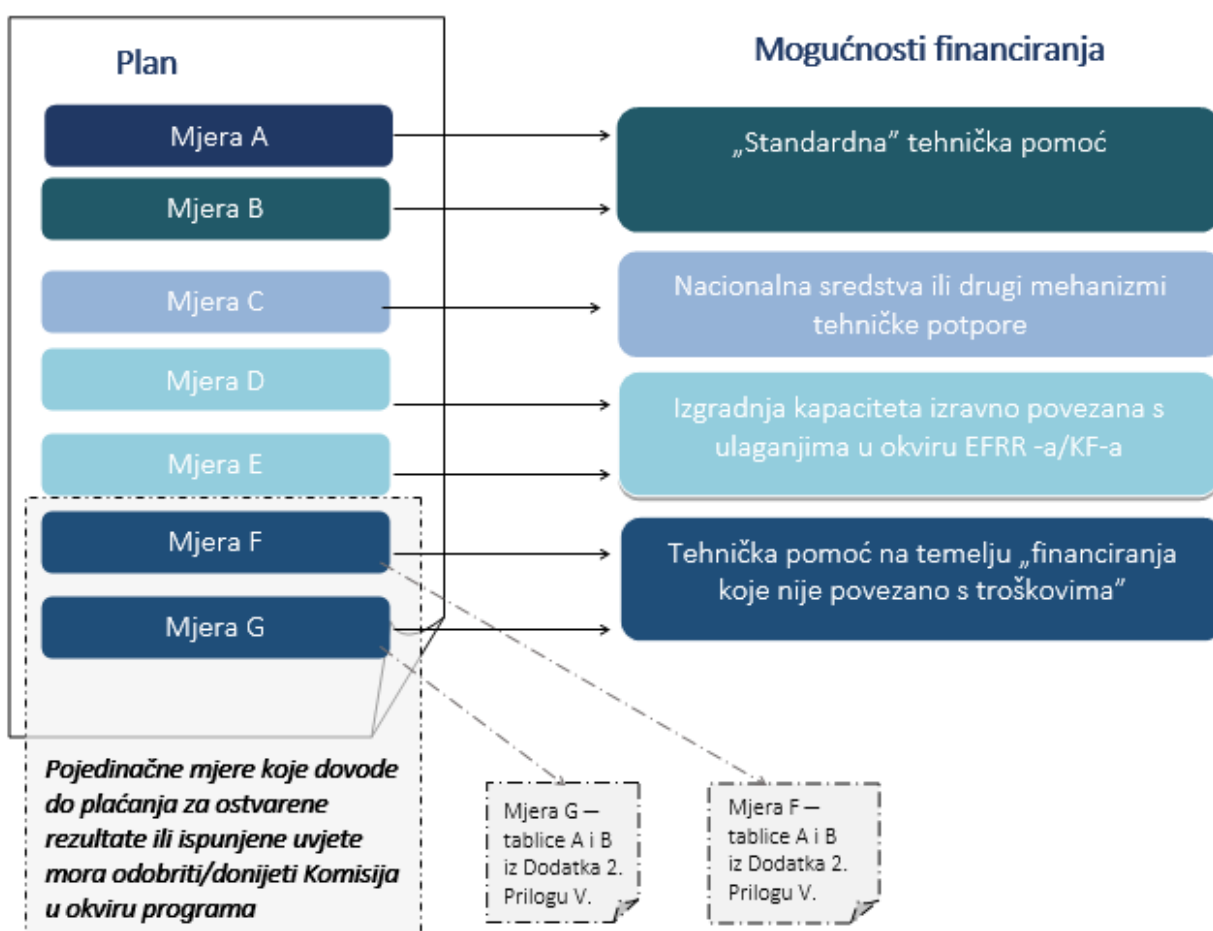 Plan
Mogućnosti financiranja
Mjera A
Mjera B
Mjera C
Mjera D
Mjera E
Mjera F
Mjera G
„Standardna” tehnička pomoć
Nacionalna sredstva ili drugi mehanizmi
tehničke potpore
Izgradnja kapaciteta izravno povezana s
ulaganjima u okviru EFRR -a/KF-a
Tehnička pomoć na temelju „financiranja
koje nije povezano s troškovima”
Pojedinačne mjere koje dovode
do plaćanja za ostvarene
rezultate ili ispunjene uvjete
mora odobriti/donijeti Komisija
u okviru programa
Mjera G —
tablice A i B
iz Dodatka 2.
Prilogu V.
Mjera F —
tablice A i B
iz Dodatka 2.
Prilogu V.